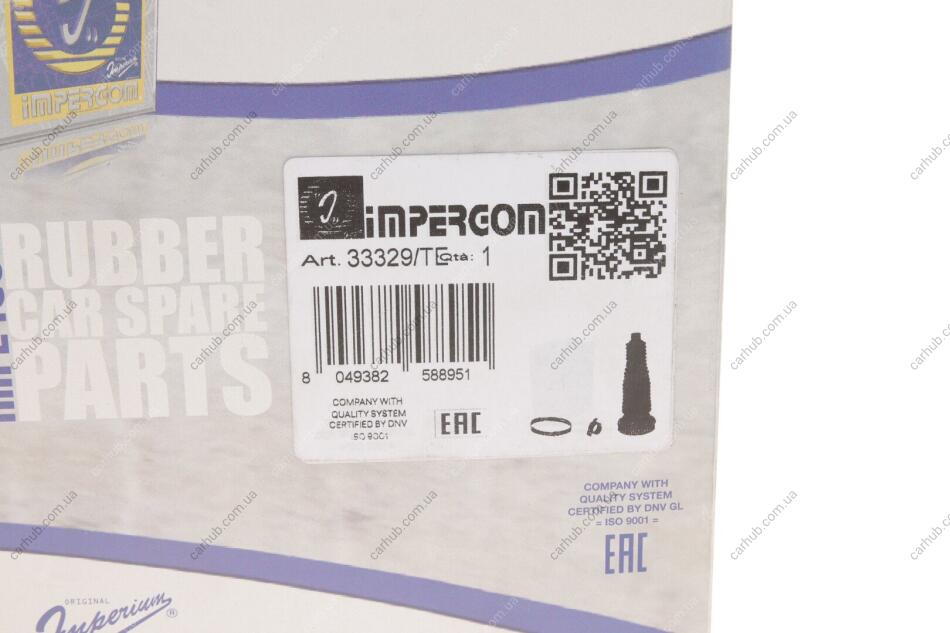 Imperium
IMPERGOM
RUBBER
CAR SPARE
PARTS
IMPERGOM
Art. 33329/TE Qtà: 1
8 049382 588951
COMPANY WITH
QUALITY SYSTEM
CERTIFIED BY DNV
ISO 9001
EAC
COMPANY WITH
QUALITY SYSTEM
CERTIFIED BY DNV GL
= ISO 9001 =
EAC
ORIGINAL
Imperium ®
carhub.com.ua